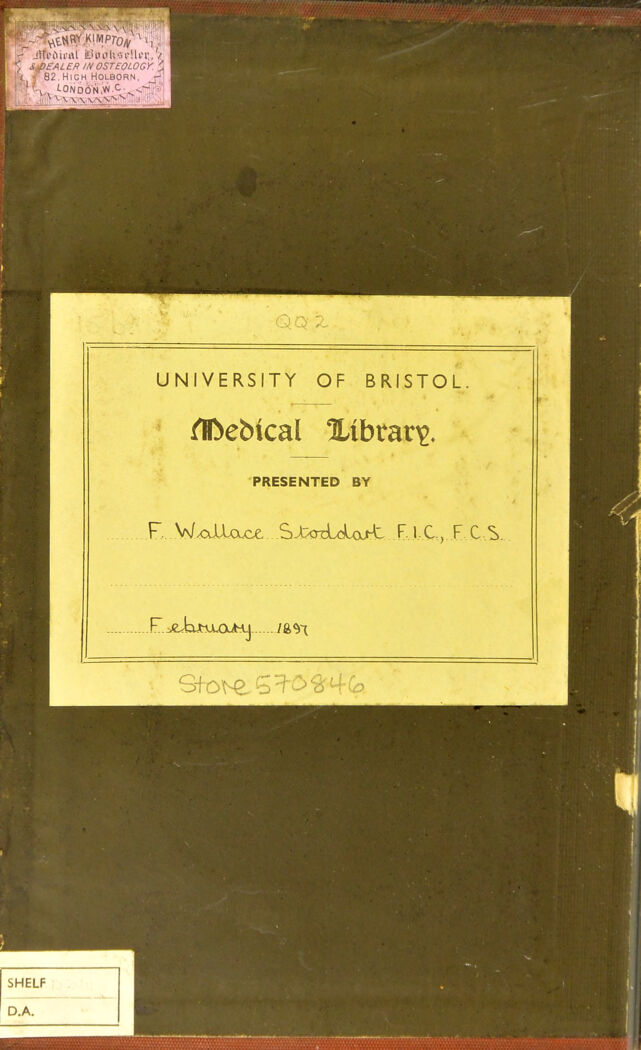 HENRY KIMPTON
Medical Bookseller,
& DEALER IN OSTEOLOGY.
82, HIGH HOLBORN,
LONDON, W.C.
QQ2
UNIVERSITY OF BRISTOL.
Medical Library.
PRESENTED BY
F. Wallace Stoddart F.I.C., F.C.S.
February 1897
Store 570846
SHELF
D.A.